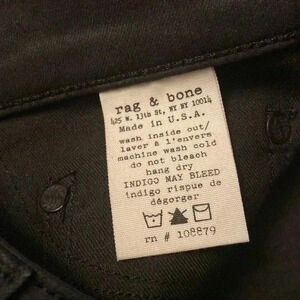 rag & bone
425 W. 13th St, NY NY 10014
Made in U.S.A.
wash inside out/
laver à l'envers
machine wash cold
do not bleach
hang dry
INDIGO MAY BLEED
indigo rispue de
dégorger
rn # 108879